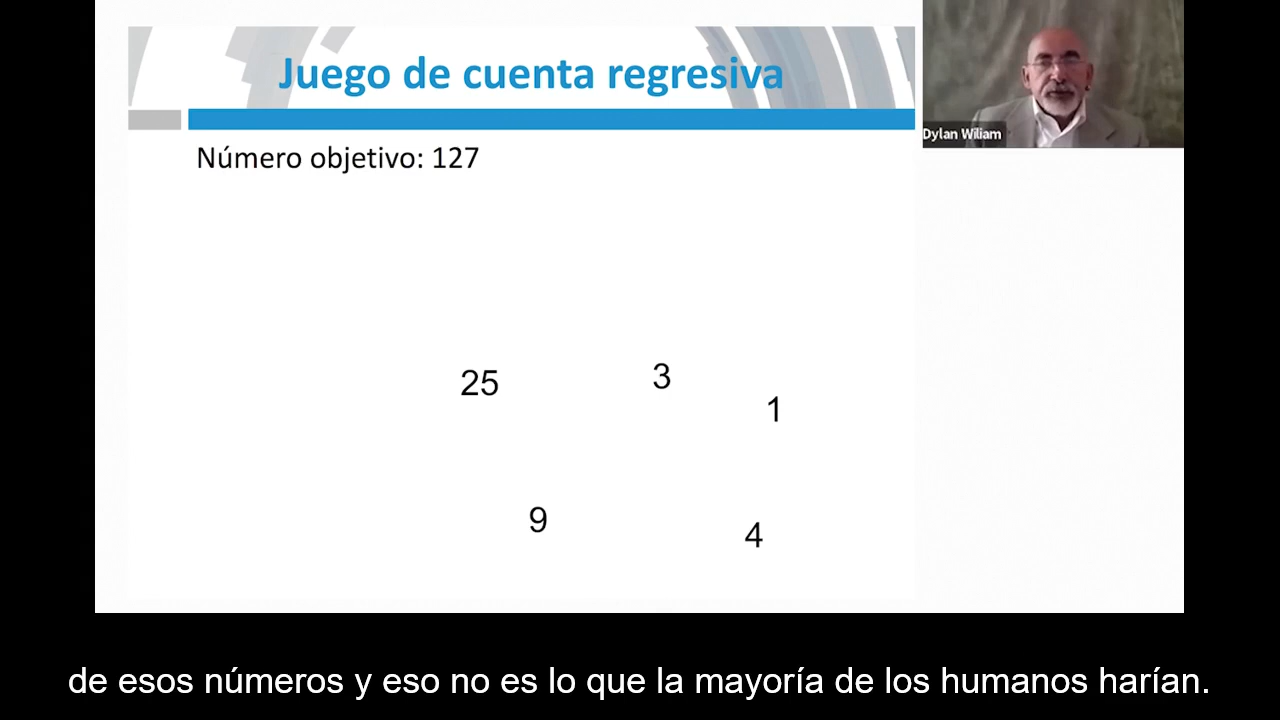 Juego de cuenta regresiva
Dylan Wiliam
Número objetivo: 127
25
3
1
9
4
de esos números y eso no es lo que la mayoría de los humanos harían.